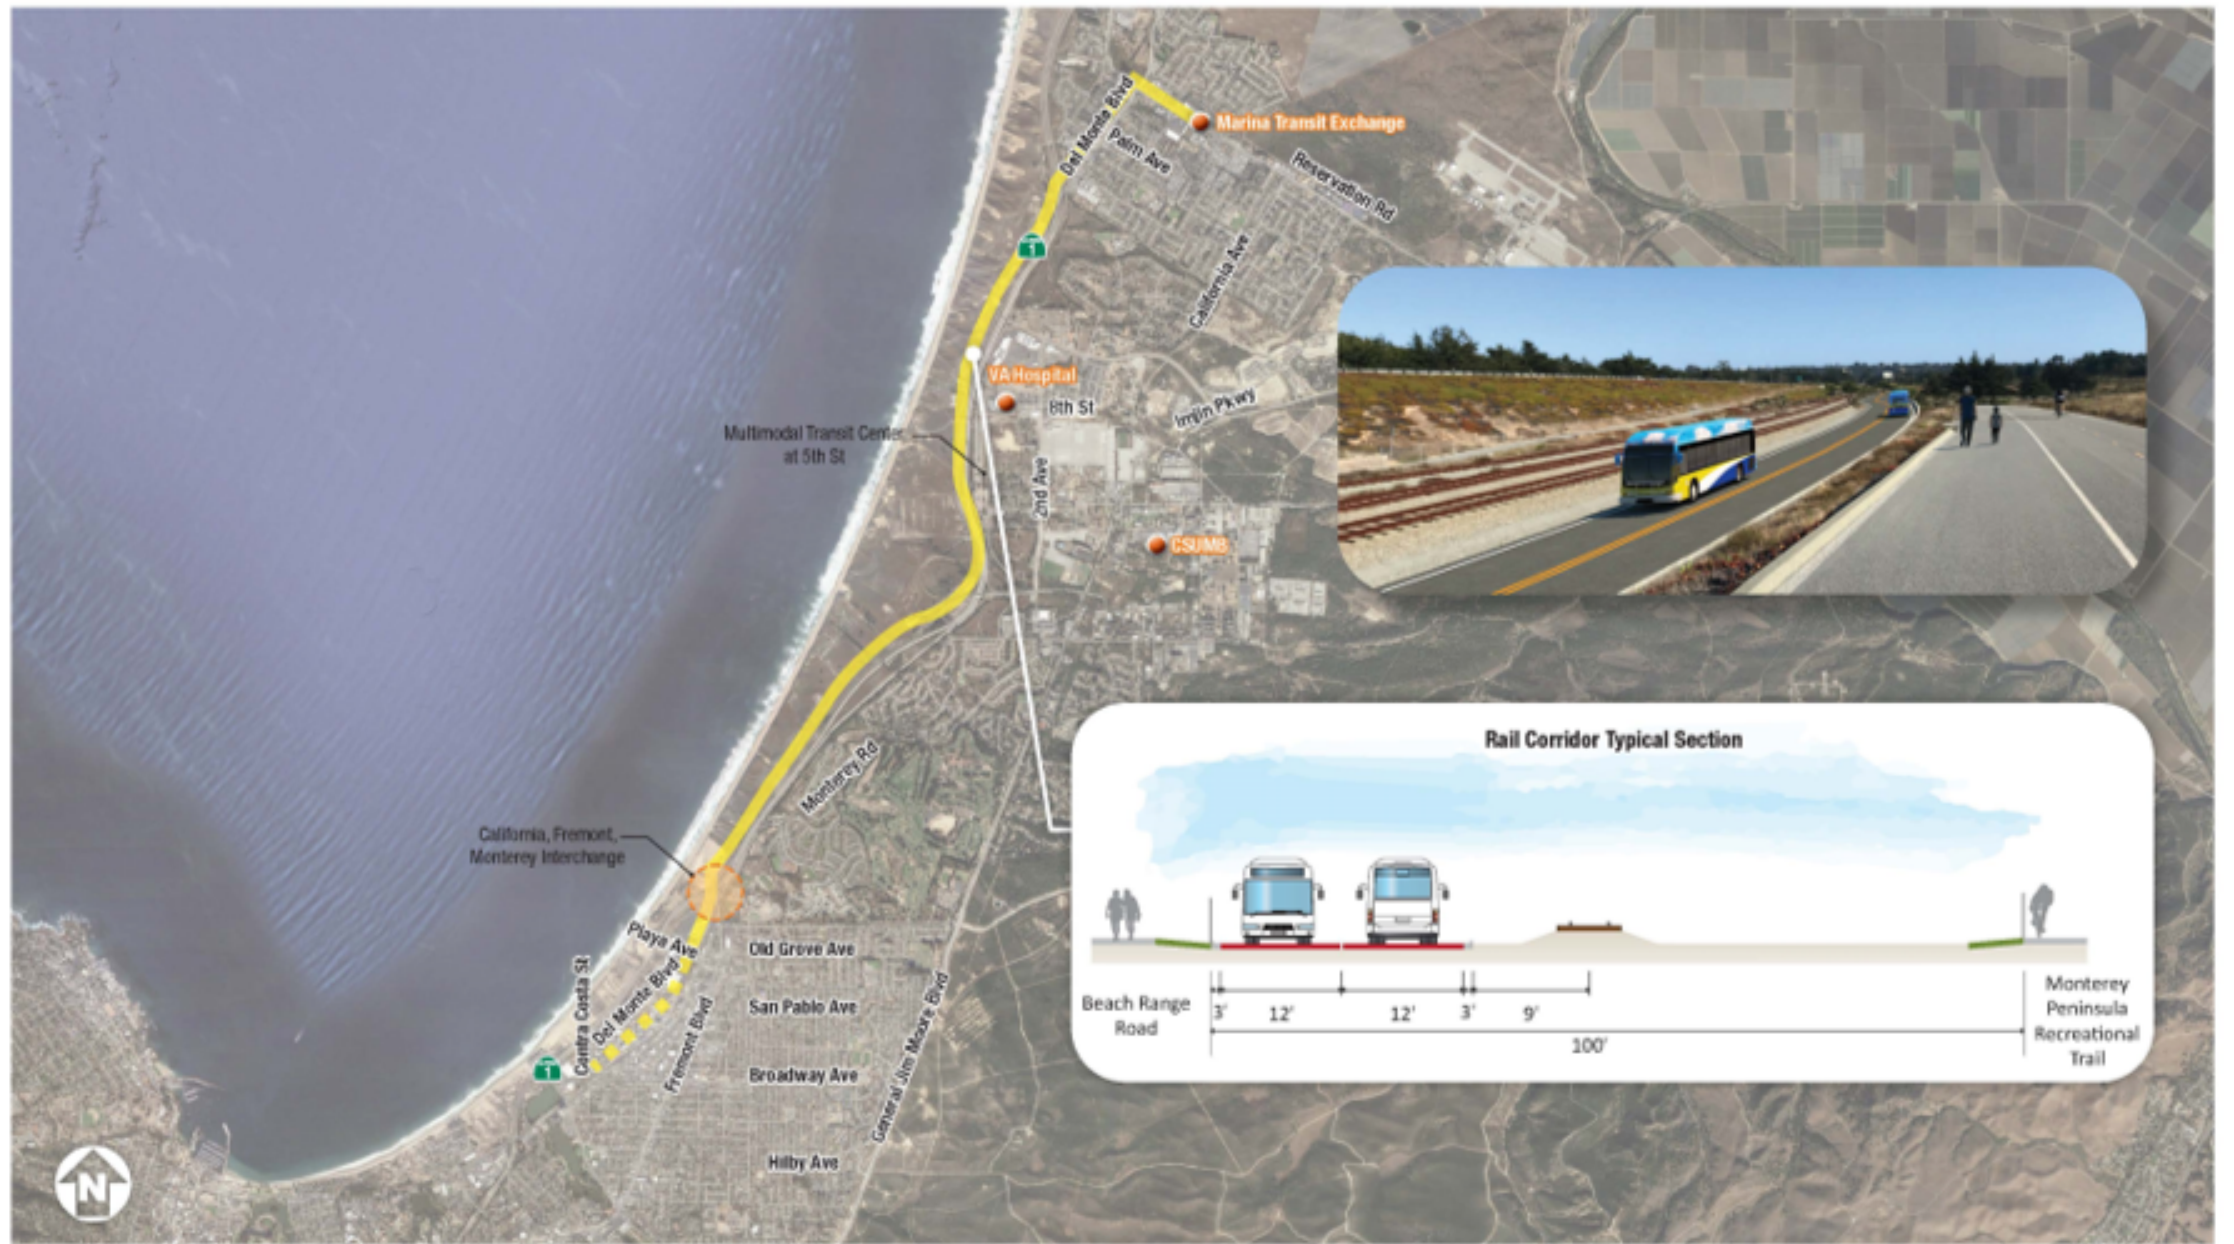 Del Monte Blvd
Marina Transit Exchange
Palm Ave
Reservation Rd
1
California Ave
VA Hospital
8th St
Imjin Pkwy
Multimodal Transit Center
at 5th St
2nd Ave
CSUMB
Monterey Rd
California, Fremont,
Monterey Interchange
Playa Ave
Del Monte Blvd
Contra Costa St
Fremont Blvd
Old Grove Ave
San Pablo Ave
Broadway Ave
General Jim Moore Blvd
Hilby Ave
1
N
Rail Corridor Typical Section
Beach Range
Road
3'
12'
12'
3'
9'
100'
Monterey
Peninsula
Recreational
Trail